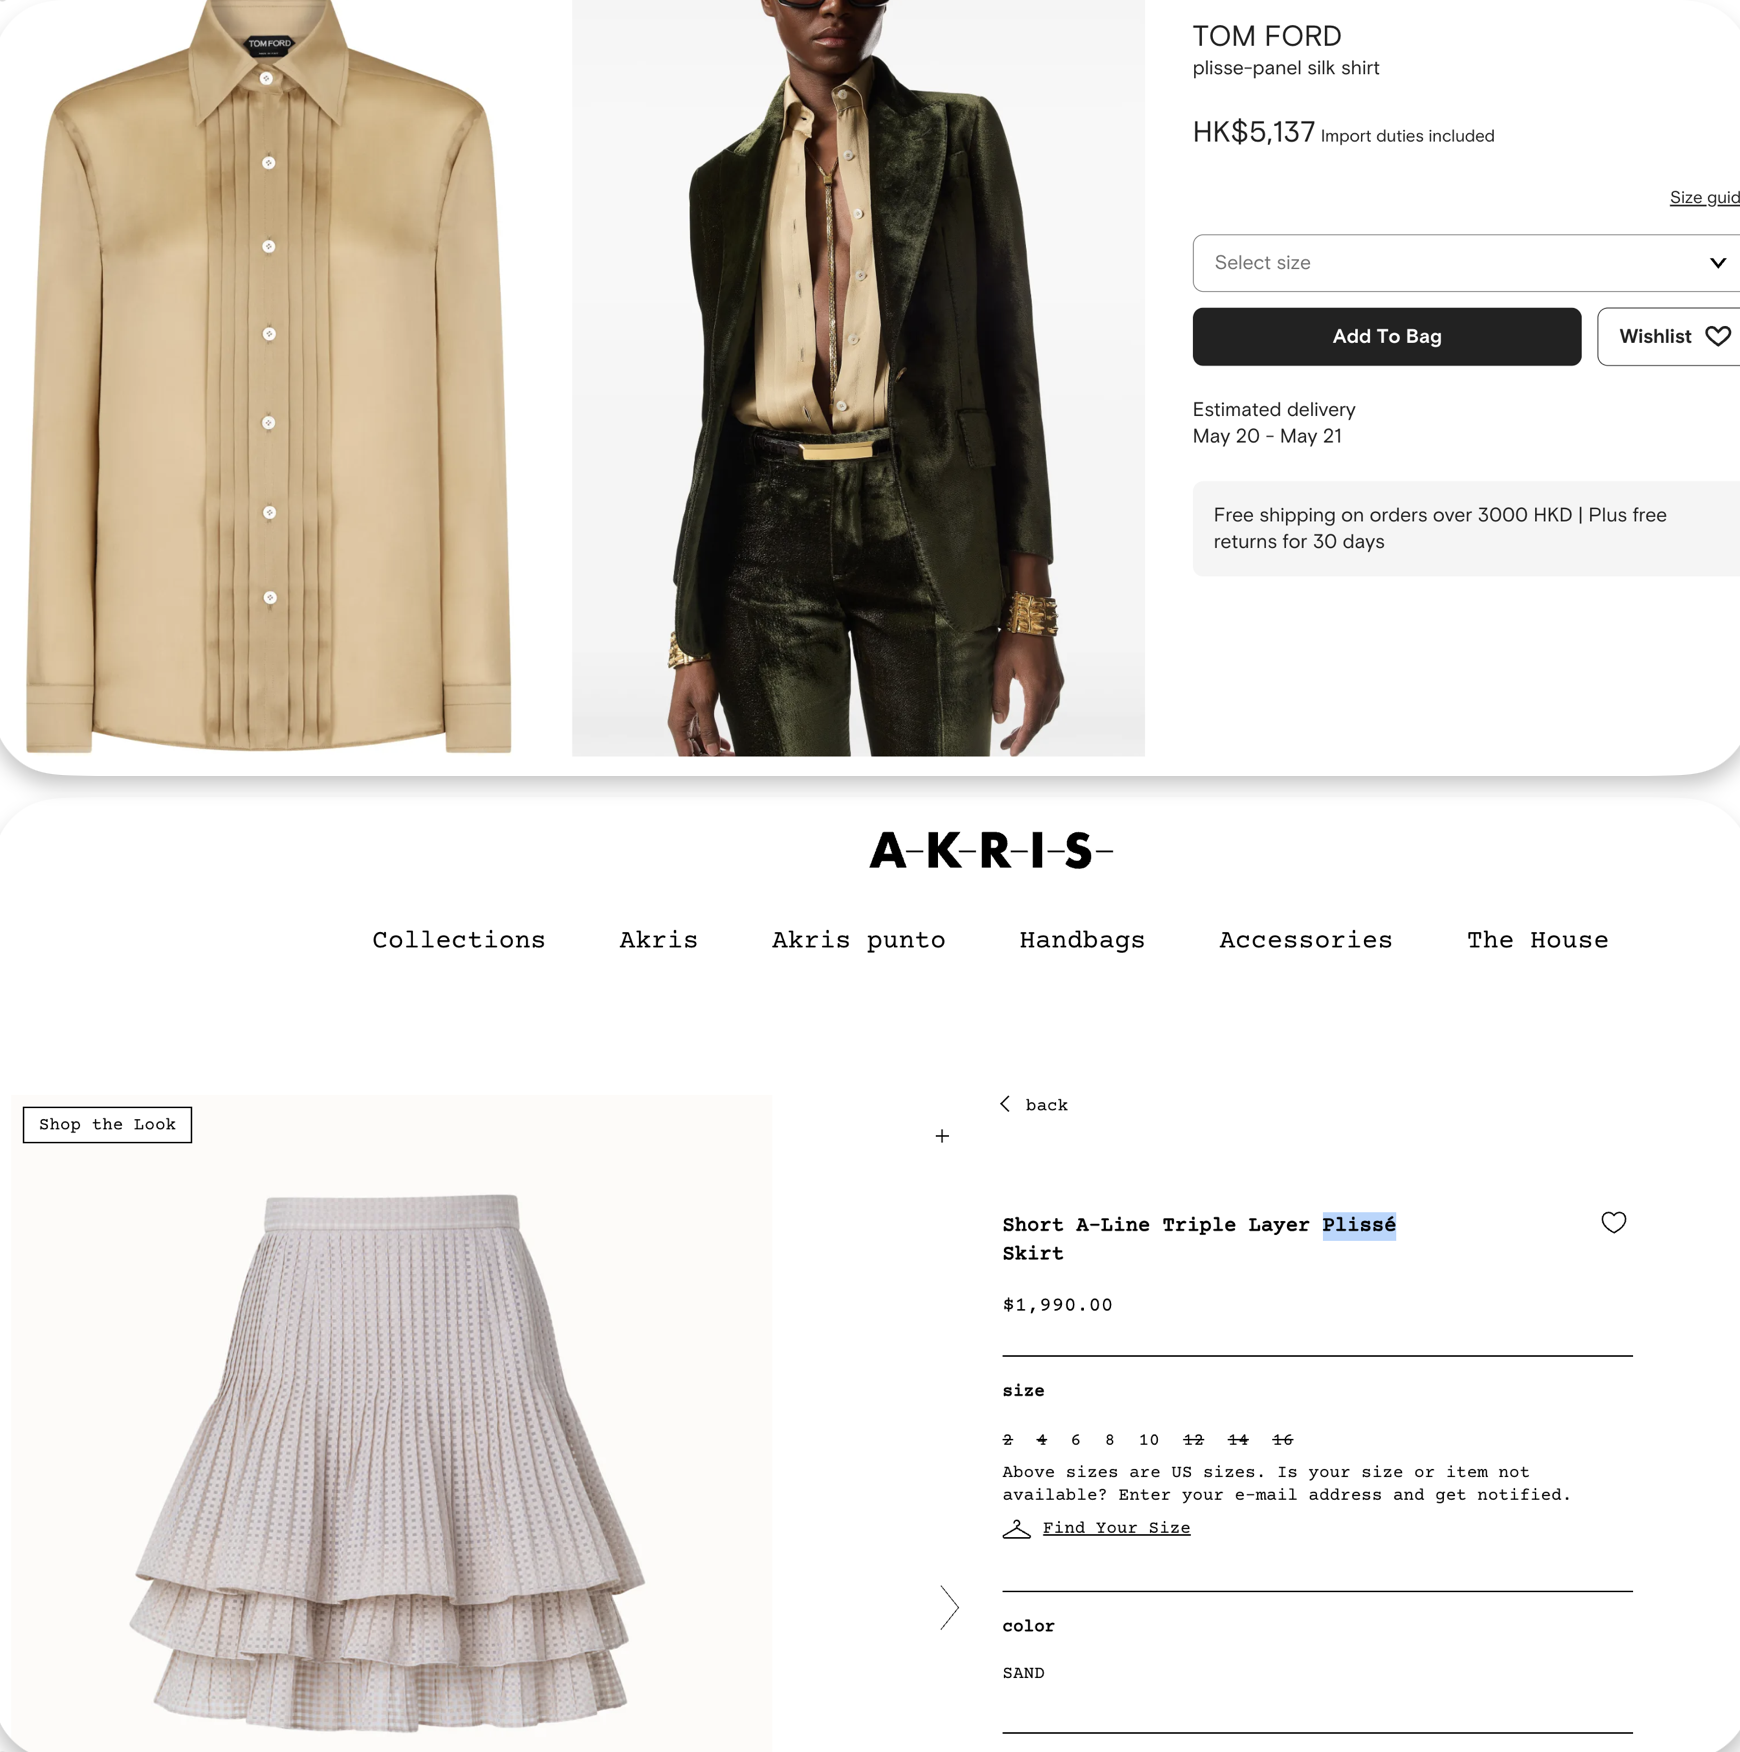 TOM FORD
TOM FORD
plisse-panel silk shirt
HK$5,137 Import duties included
Size guid
Select size
Add To Bag
Wishlist
Estimated delivery
May 20 - May 21
Free shipping on orders over 3000 HKD | Plus free
returns for 30 days
A-K-R-I-S-
Collections Akris Akris punto Handbags Accessories The House
Shop the Look
back
+
Short A-Line Triple Layer Plissé
Skirt
$1,990.00
size
2 4 6 8 10 12 14 16
Above sizes are US sizes. Is your size or item not
available? Enter your e-mail address and get notified.
Find Your Size
color
SAND